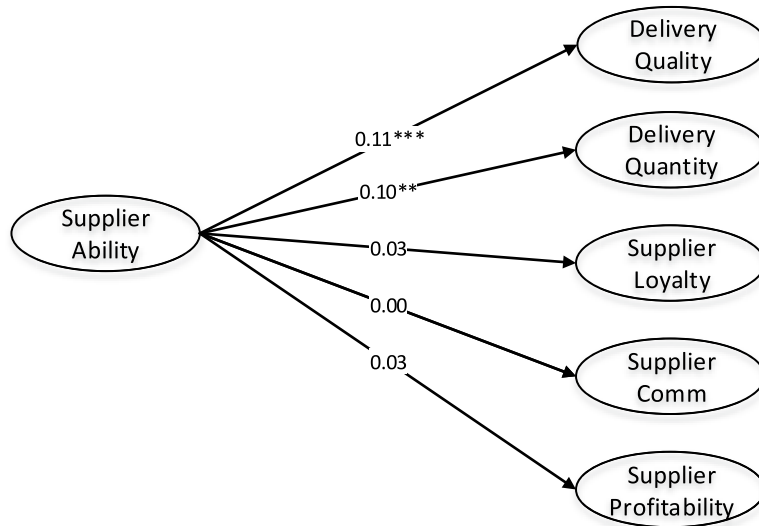 Delivery
Quality
0.11***
Delivery
Quantity
0.10**
Supplier
Ability
0.03
Supplier
Loyalty
0.00
Supplier
Comm
0.03
Supplier
Profitability